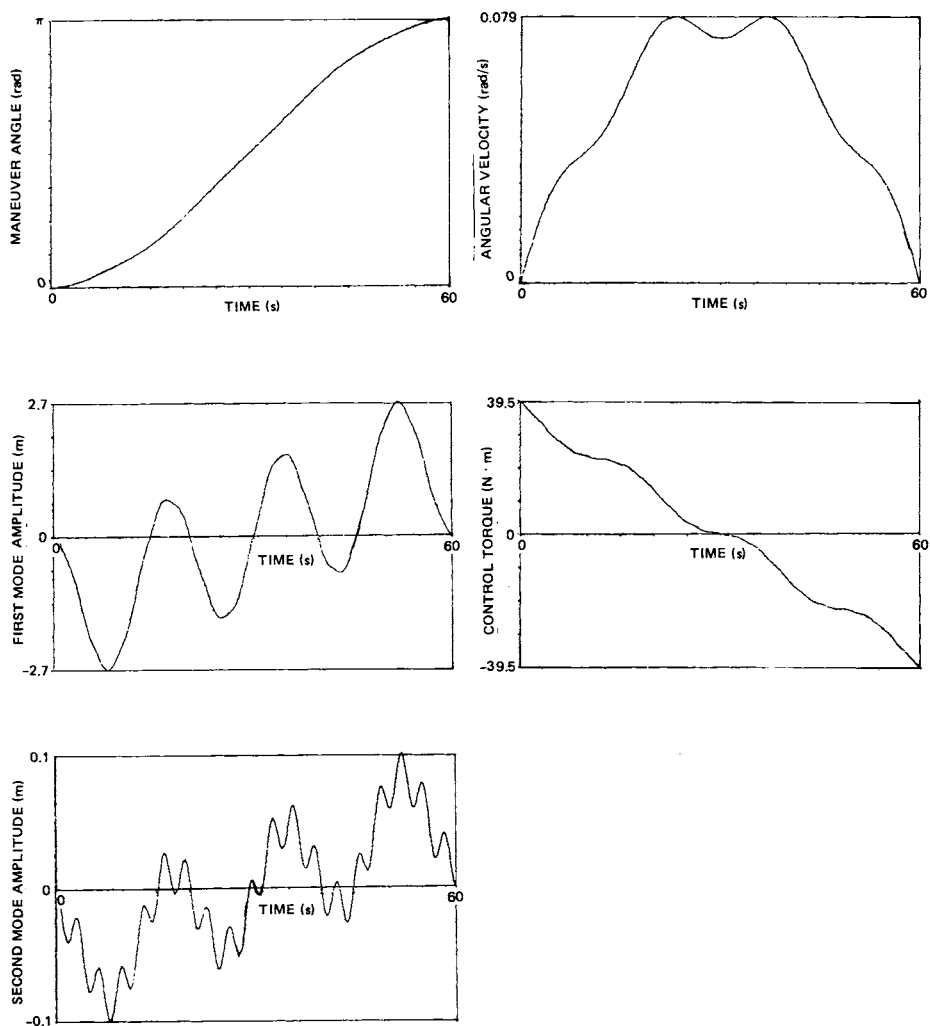 π
MANEUVER ANGLE (rad)
0
0
TIME (s)
60
0.079
ANGULAR VELOCITY (rad/s)
0
0
TIME (s)
60
2.7
FIRST MODE AMPLITUDE (m)
0
0
TIME (s)
60
-2.7
39.5
CONTROL TORQUE (N · m)
0
0
TIME (s)
60
-39.5
0.1
SECOND MODE AMPLITUDE (m)
0
0
TIME (s)
60
-0.1